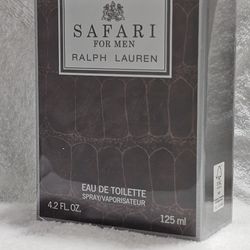 SAFARI
FOR MEN
RALPH LAUREN
EAU DE TOILETTE
SPRAY/VAPORISATEUR
4.2 FL.OZ. 125 ml